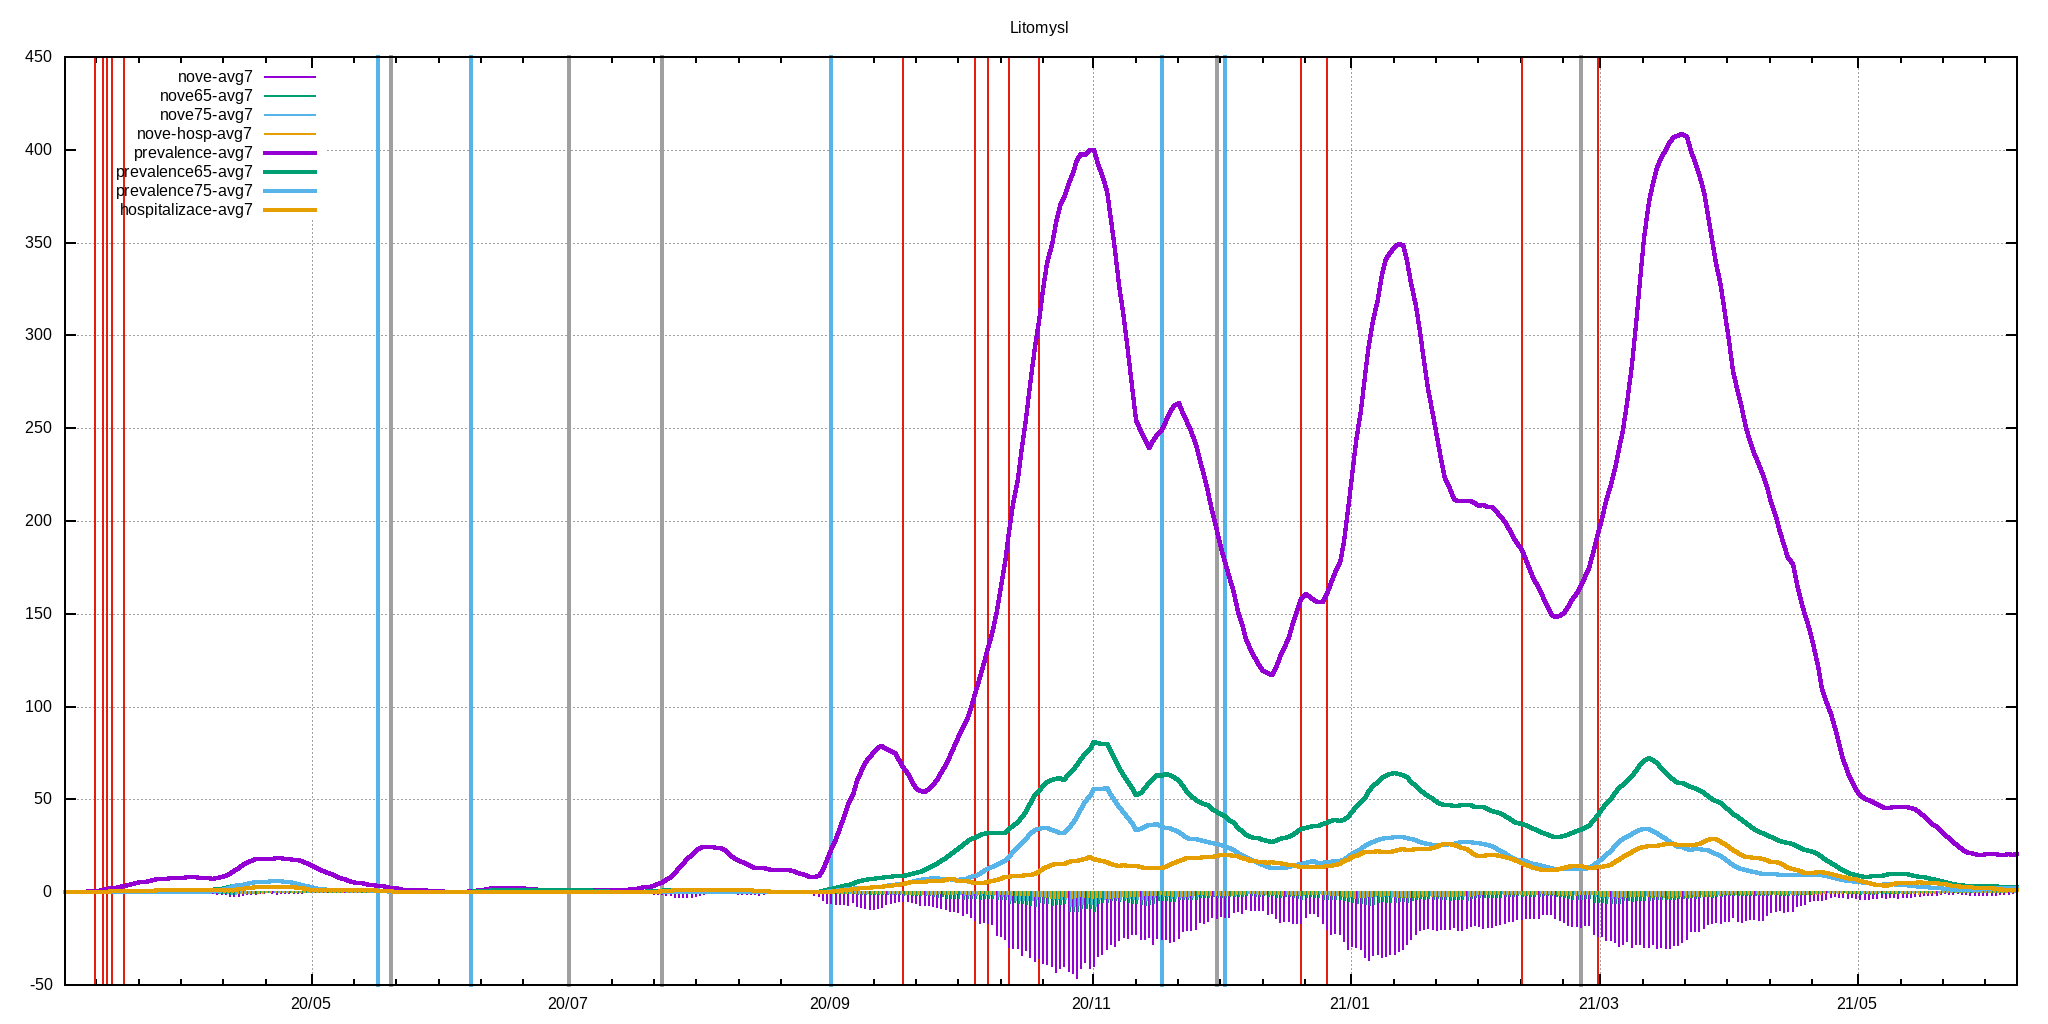 Litomysl
450
400
350
300
250
200
150
100
50
0
-50
nove-avg7
nove65-avg7
nove75-avg7
nove-hosp-avg7
prevalence-avg7
prevalence65-avg7
prevalence75-avg7
hospitalizace-avg7
20/05 20/07 20/09 20/11 21/01 21/03 21/05